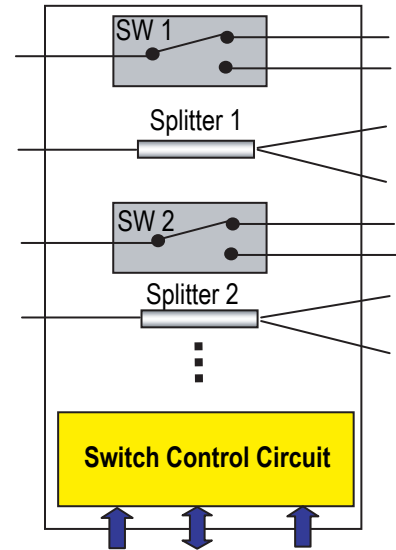 SW 1
Splitter 1
SW 2
Splitter 2
Switch Control Circuit